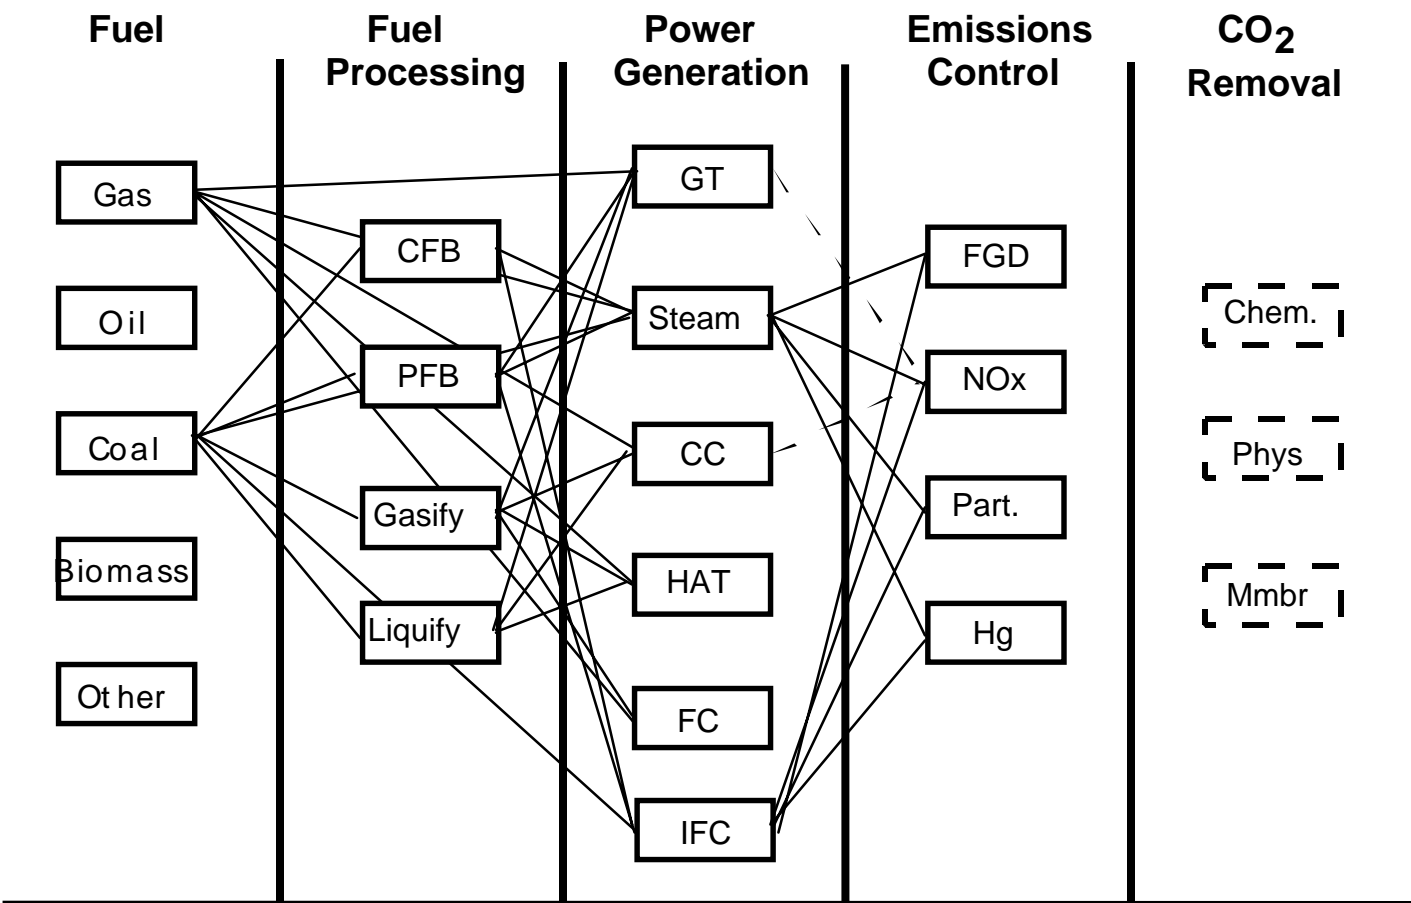 Fuel
Fuel
Processing
Power
Generation
Emissions
Control
CO2
Removal
Gas
Oil
Coal
Biomass
Other
CFB
PFB
Gasify
Liquify
GT
Steam
CC
HAT
FC
IFC
FGD
NOx
Part.
Hg
Chem.
Phys
Mmbr